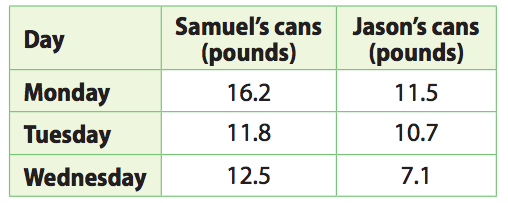 Day Samuel's cans (pounds) Jason's cans (pounds)
Monday 16.2 11.5
Tuesday 11.8 10.7
Wednesday 12.5 7.1